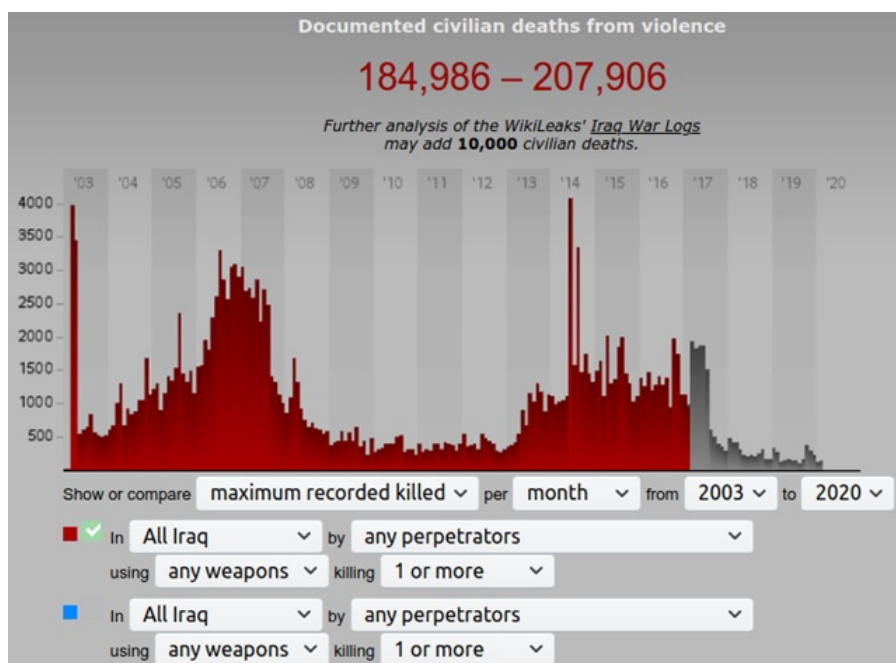 Documented civilian deaths from violence
184,986 – 207,906
Further analysis of the WikiLeaks' Iraq War Logs
may add 10,000 civilian deaths.
'03 '04 '05 '06 '07 '08 '09 '10 '11 '12 '13 '14 '15 '16 '17 '18 '19 '20
4000
3500
3000
2500
2000
1500
1000
500
Show or compare maximum recorded killed per month from 2003 to 2020
In All Iraq by any perpetrators
using any weapons killing 1 or more
In All Iraq by any perpetrators
using any weapons killing 1 or more